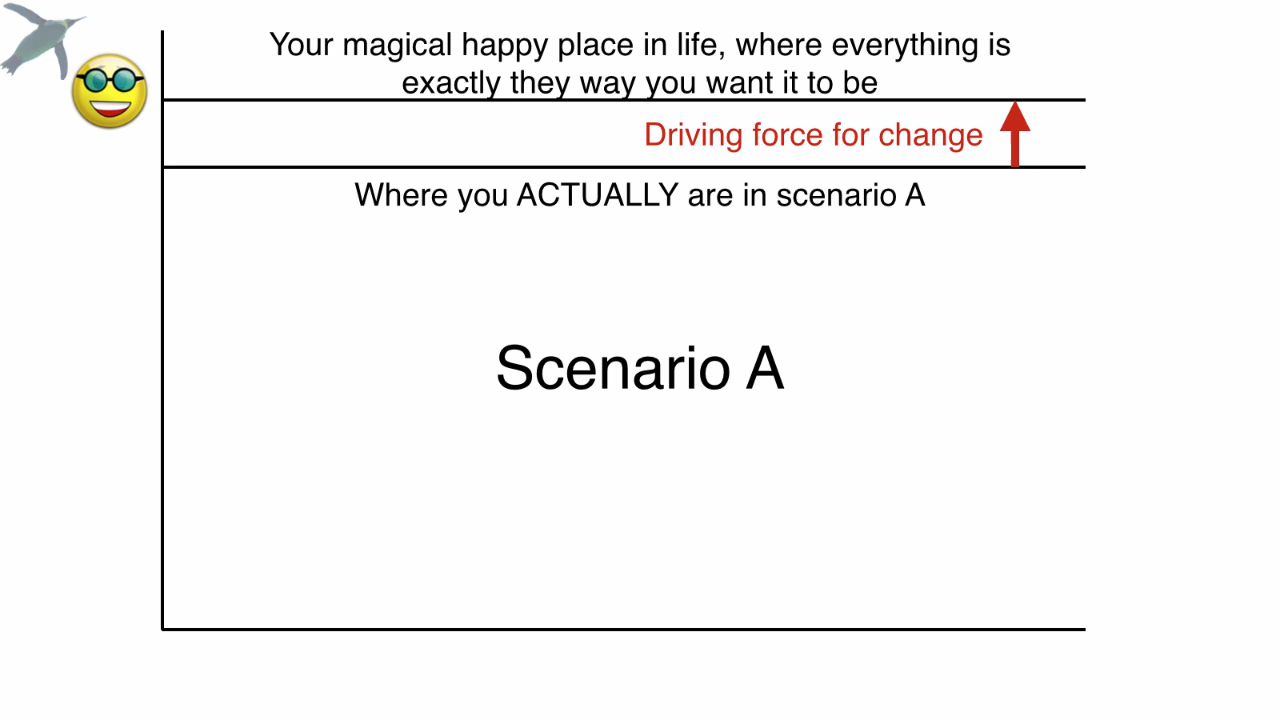 Your magical happy place in life, where everything is
exactly they way you want it to be
Driving force for change
Where you ACTUALLY are in scenario A
Scenario A